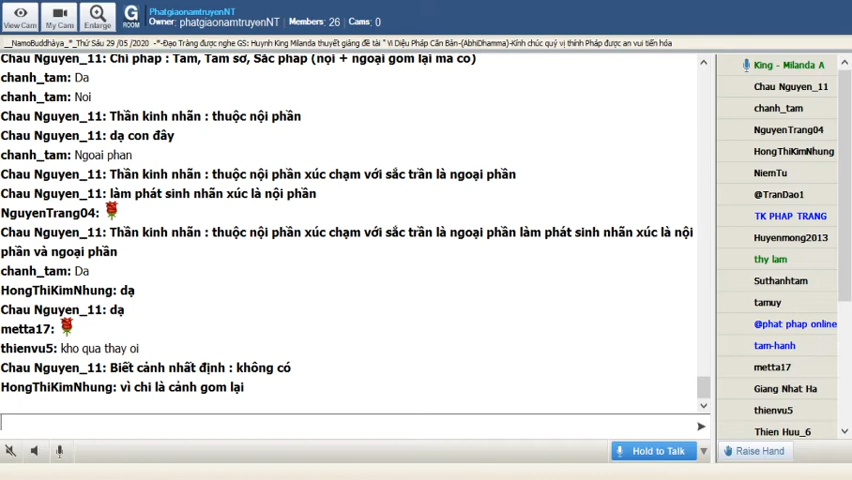 View Cam
My Cam
Enlarge
G
ROOM
PhatgiaonamtruyenNT
Owner: phatgiaonamtruyenNT Members: 26 Cams: 0
__NamoBuddhàya_*_Thứ Sáu 29 /05 /2020 -*-Đạo Tràng được nghe GS: Huynh King Milanda thuyết giảng đề tài " Vi Diệu Pháp Căn Bản-(AbhiDhamma)-Kính chúc quý vị thính Pháp được an vui tiến hóa
Chau Nguyen_11: Chi pháp : Tâm, Tâm sở, Sắc pháp (nội + ngoại gom lại mà có)
chanh_tam: Da
chanh_tam: Noi
Chau Nguyen_11: Thần kinh nhãn : thuộc nội phần
Chau Nguyen_11: dạ con đây
chanh_tam: Ngoai phan
Chau Nguyen_11: Thần kinh nhãn : thuộc nội phần xúc chạm với sắc trần là ngoại phần
Chau Nguyen_11: làm phát sinh nhãn xúc là nội phần
NguyenTrang04:
Chau Nguyen_11: Thần kinh nhãn : thuộc nội phần xúc chạm với sắc trần là ngoại phần làm phát sinh nhãn xúc là nội
phần và ngoại phần
chanh_tam: Da
HongThiKimNhung: dạ
Chau Nguyen_11: dạ
metta17:
thienvu5: kho qua thay oi
Chau Nguyen_11: Biết cảnh nhất định : không có
HongThiKimNhung: vì chi là cảnh gom lại
Hold to Talk
King - Milanda A
Chau Nguyen_11
chanh_tam
NguyenTrang04
HongThiKimNhung
NiemTu
@TranDao1
TK PHAP TRANG
Huyenmong2013
thy lam
Suthanhtam
tamuy
@phat phap online
tam-hanh
metta17
Giang Nhat Ha
thienvu5
Thien Huu_6
Raise Hand